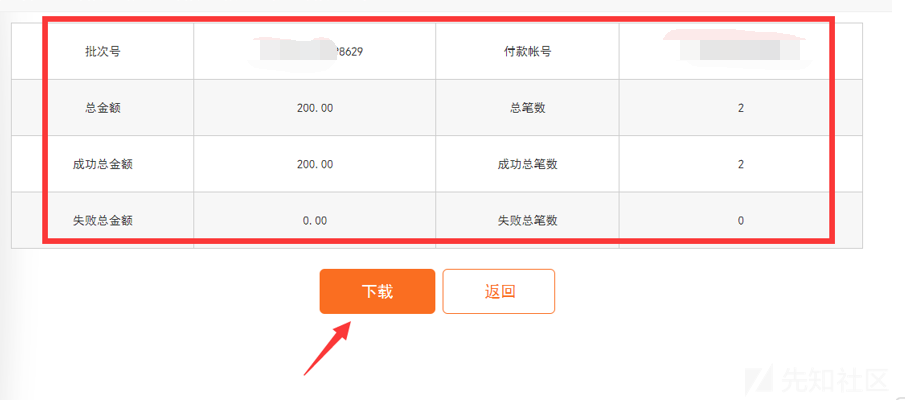 批次号 8629 付款帐号
总金额 200.00 总笔数 2
成功总金额 200.00 成功总笔数 2
失败总金额 0.00 失败总笔数 0
下载 返回
先知社区